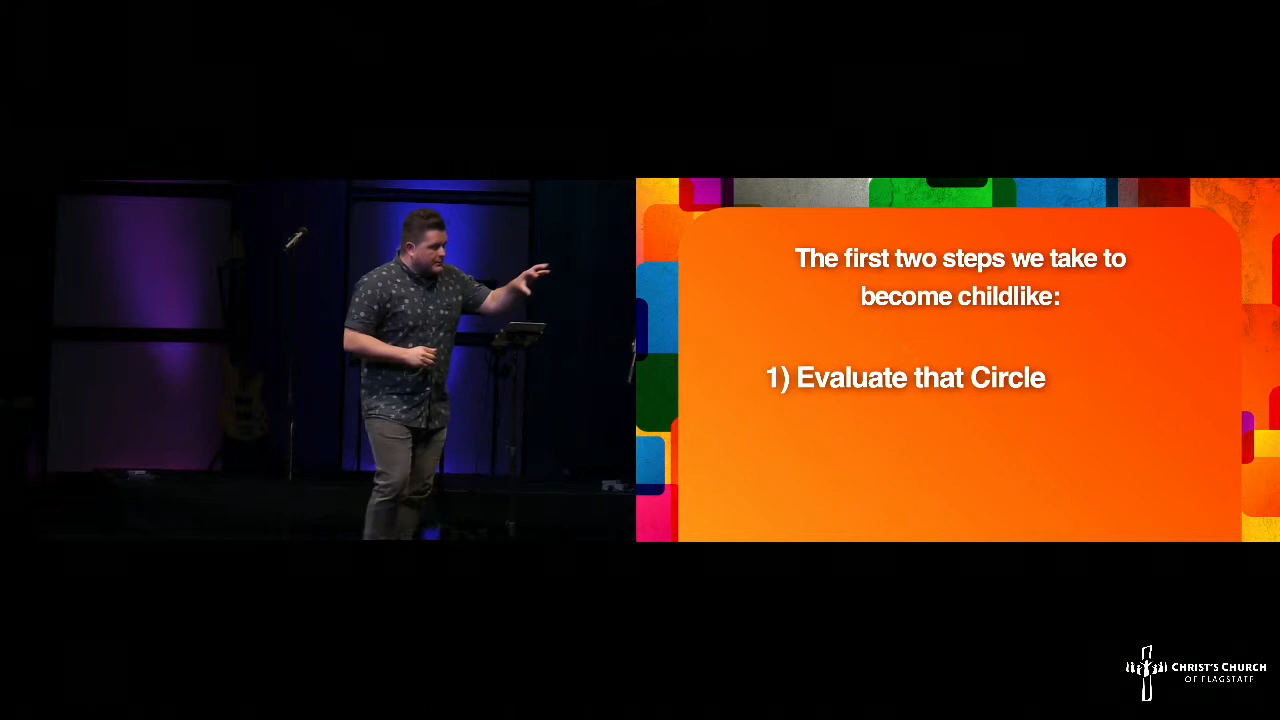 The first two steps we take to
become childlike:
1) Evaluate that Circle
CHRIST'S CHURCH
OF FLAGSTAFF